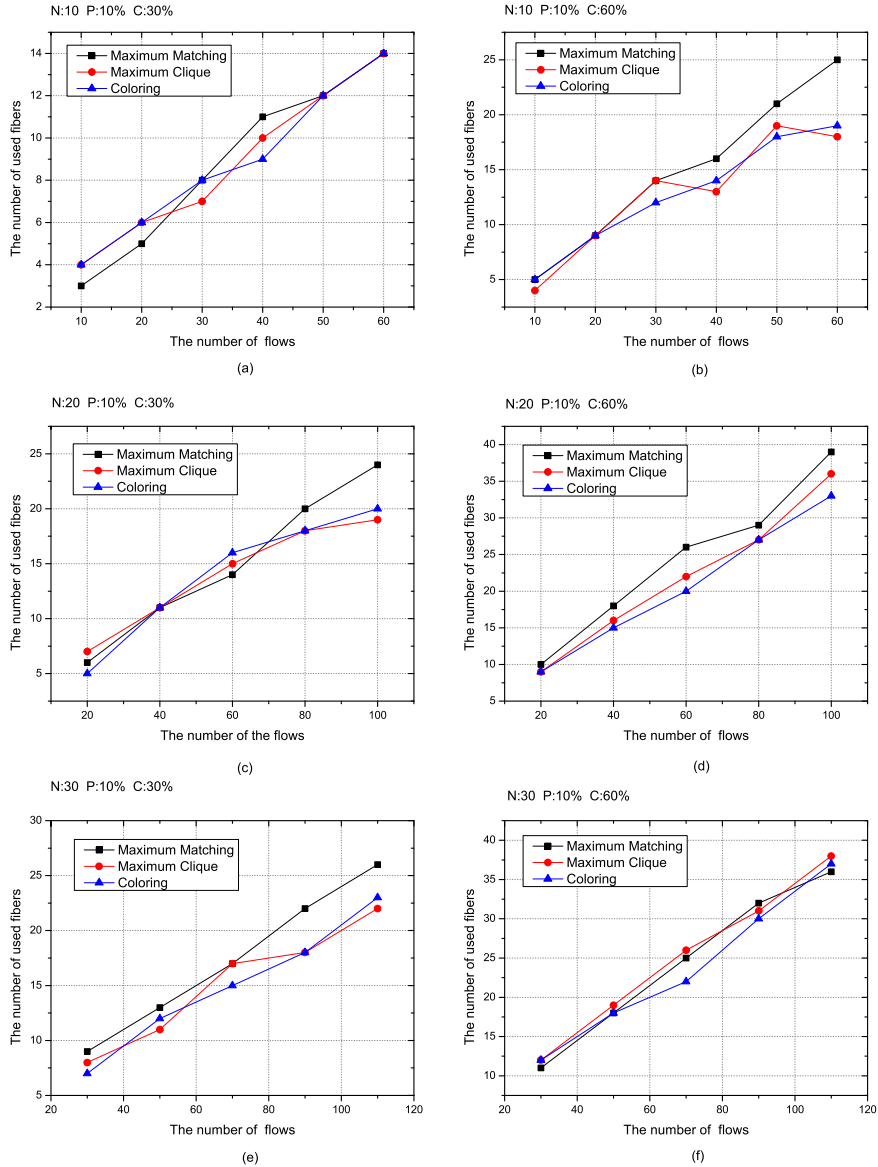 N:10 P:10% C:30%
Maximum Matching
Maximum Clique
Coloring
The number of used fibers
14
12
10
8
6
4
2
10 20 30 40 50 60
The number of flows
(a)
N:10 P:10% C:60%
Maximum Matching
Maximum Clique
Coloring
The number of used fibers
25
20
15
10
5
10 20 30 40 50 60
The number of flows
(b)
N:20 P:10% C:30%
Maximum Matching
Maximum Clique
Coloring
The number of used fibers
25
20
15
10
5
20 40 60 80 100
The number of the flows
(c)
N:20 P:10% C:60%
Maximum Matching
Maximum Clique
Coloring
The number of used fibers
40
35
30
25
20
15
10
5
20 40 60 80 100
The number of flows
(d)
N:30 P:10% C:30%
Maximum Matching
Maximum Clique
Coloring
The number of used fibers
30
25
20
15
10
5
20 40 60 80 100 120
The number of flows
(e)
N:30 P:10% C:60%
Maximum Matching
Maximum Clique
Coloring
The number of used fibers
40
35
30
25
20
15
10
20 40 60 80 100 120
The number of flows
(f)